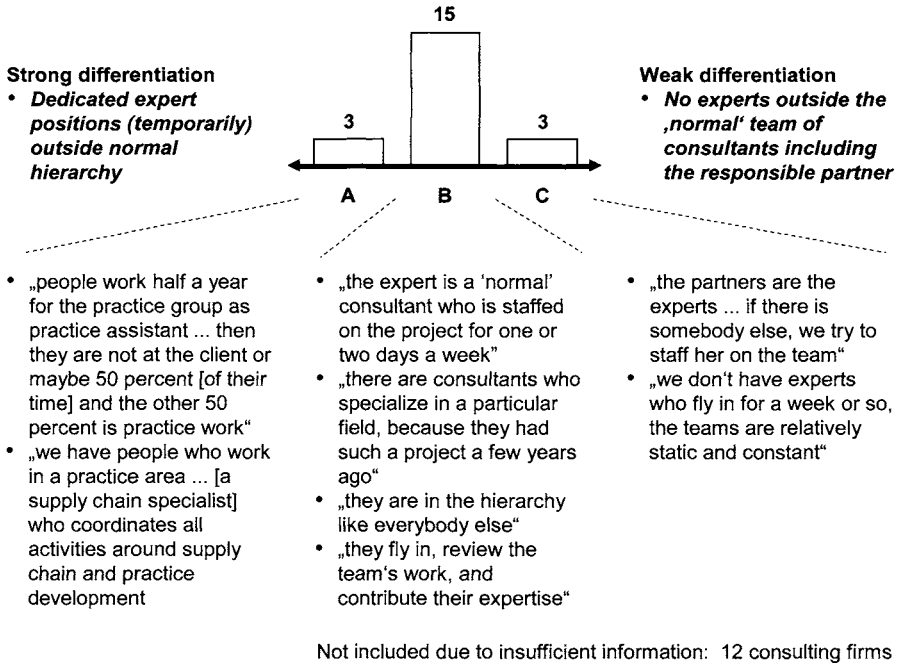 15
Strong differentiation
• Dedicated expert
positions (temporarily)
outside normal
hierarchy
3
3
Weak differentiation
• No experts outside the
‚normal‘ team of
consultants including
the responsible partner
A
B
C
• „people work half a year
for the practice group as
practice assistant ... then
they are not at the client or
maybe 50 percent [of their
time] and the other 50
percent is practice work“
• „we have people who work
in a practice area ... [a
supply chain specialist]
who coordinates all
activities around supply
chain and practice
development
• „the expert is a ‘normal’
consultant who is staffed
on the project for one or
two days a week”
• „there are consultants who
specialize in a particular
field, because they had
such a project a few years
ago“
• „they are in the hierarchy
like everybody else“
• „they fly in, review the
team‘s work, and
contribute their expertise“
• „the partners are the
experts ... if there is
somebody else, we try to
staff her on the team“
• „we don‘t have experts
who fly in for a week or so,
the teams are relatively
static and constant“
Not included due to insufficient information: 12 consulting firms